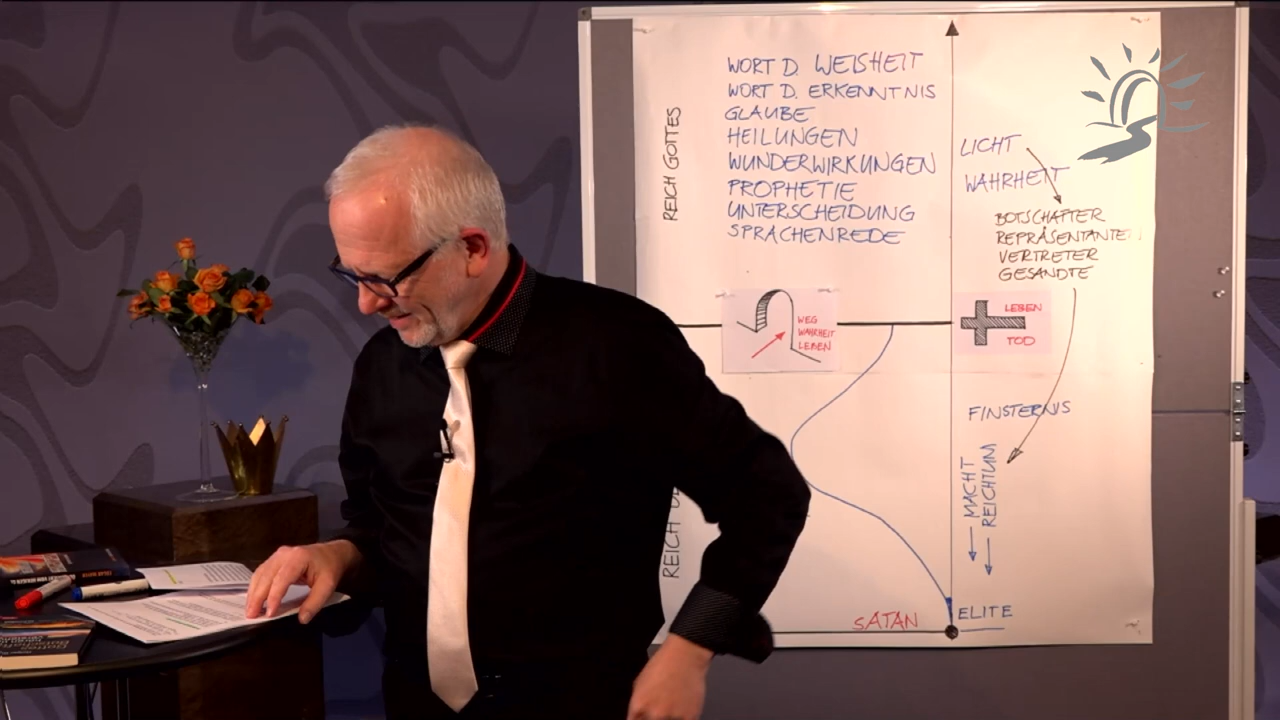 WORT D. WEISHEIT
WORT D. ERKENNTNIS
GLAUBE
HEILUNGEN
WUNDERWIRKUNGEN
PROPHETIE
UNTERSCHEIDUNG
SPRACHENREDE
REICH GOTTES
LICHT
WAHRHEIT
BOTSCHAFTER
REPRÄSENTANTEN
VERTRETER
GESANDTE
WEG
WAHRHEIT
LEBEN
LEBEN
TOD
FINSTERNIS
MACHT
REICHTUM
REICH
SATAN
ELITE